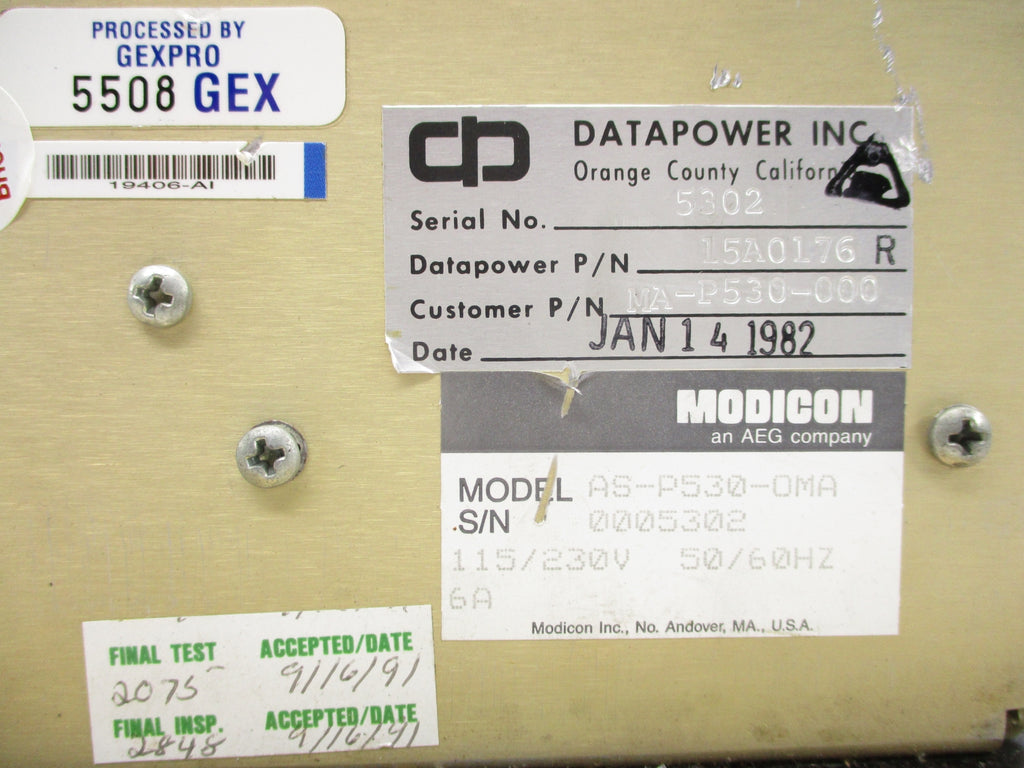 PROCESSED BY
GEXPRO
5508 GEX
19406-AI
DATAPOWER INC.
Orange County California
Serial No. 5302
Datapower P/N 15A0176 R
Customer P/N MA-P530-000
Date JAN 14 1982
MODICON
an AEG company
MODEL AS-P530-OMA
S/N 0005302
115/230V 50/60HZ
6A
Modicon Inc., No. Andover, MA., U.S.A.
FINAL TEST ACCEPTED/DATE
2075 9/16/91
FINAL INSP. ACCEPTED/DATE
2848 9/16/91